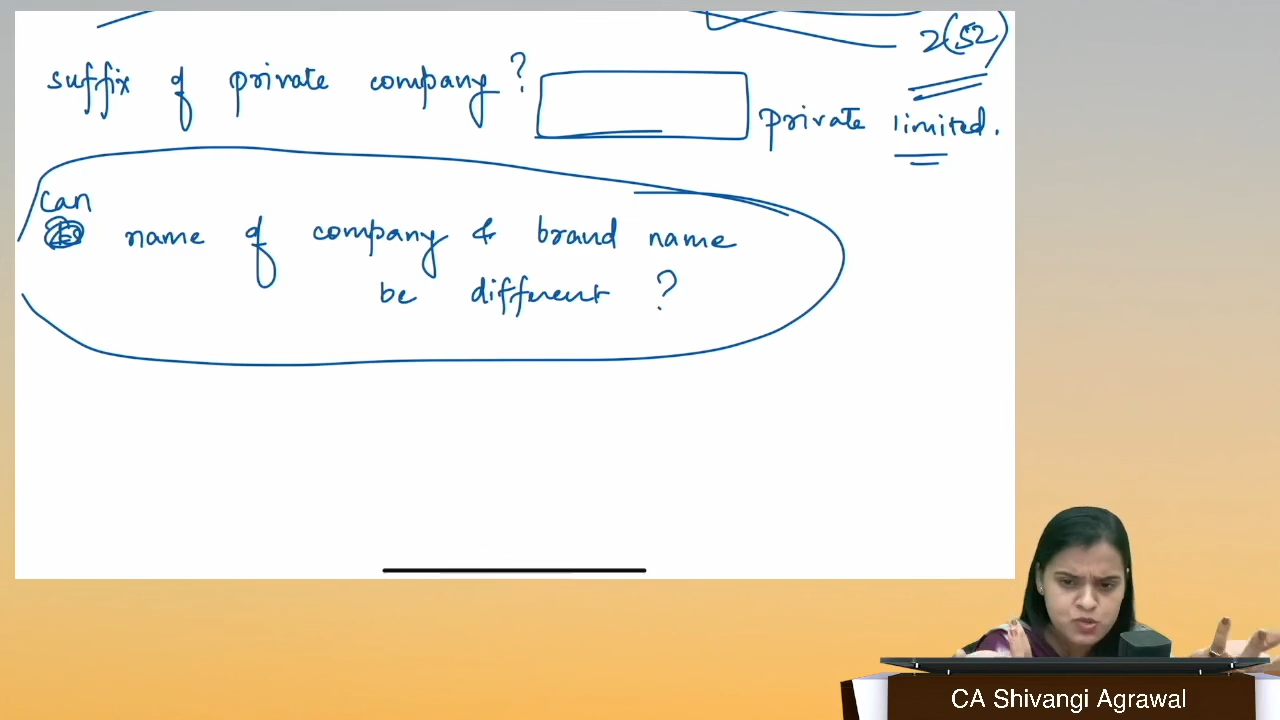 2(52)
suffix of private company ?
private limited.
can
name of company & brand name
be different ?
CA Shivangi Agrawal